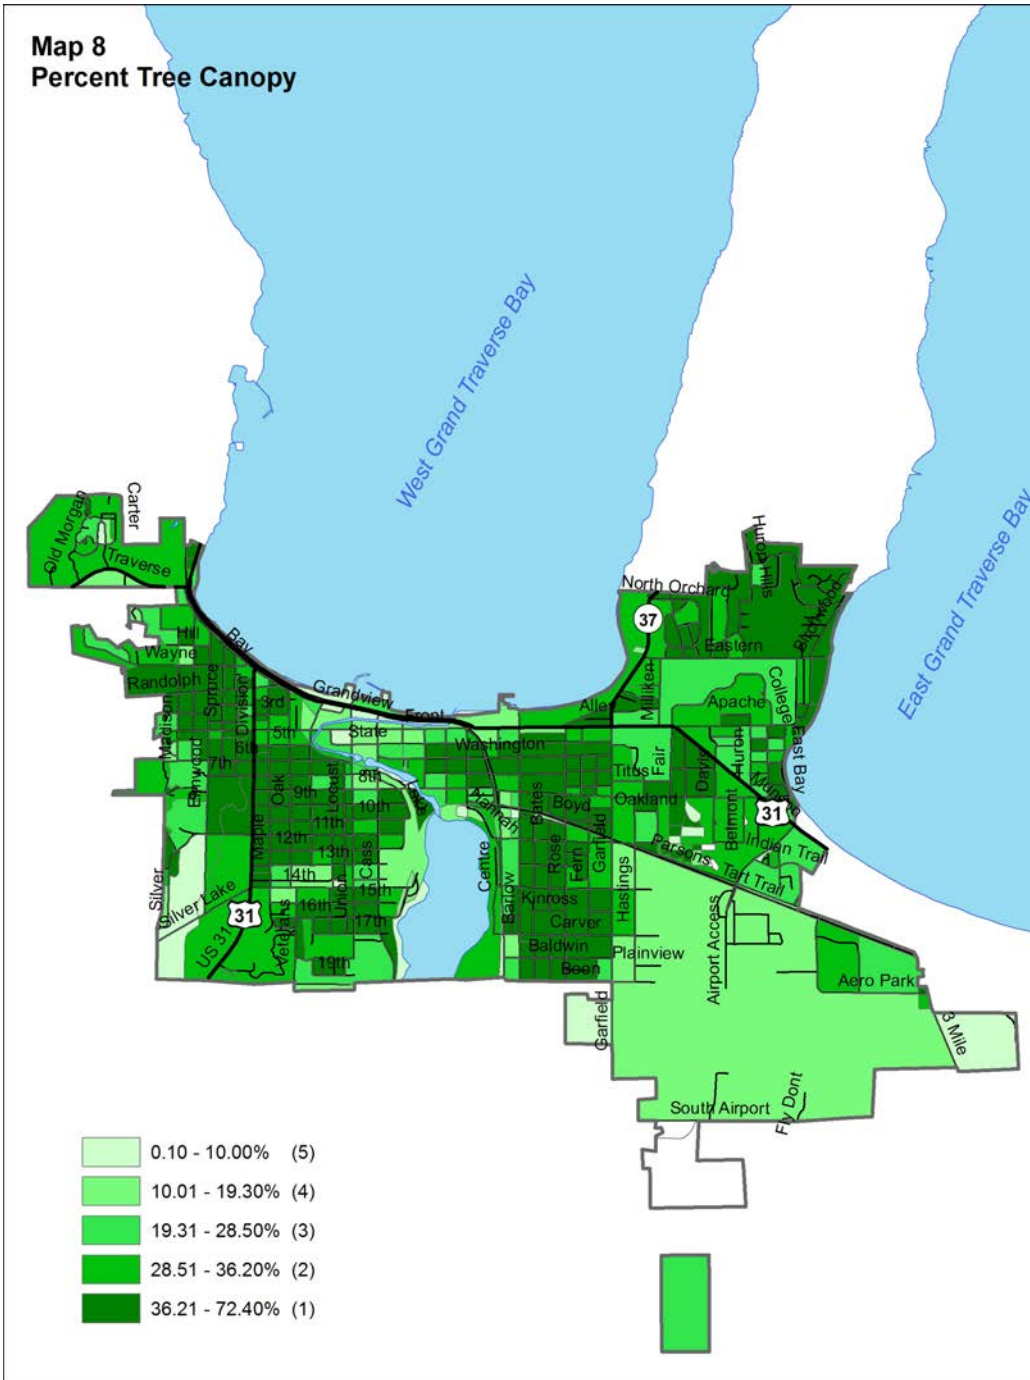 Map 8
Percent Tree Canopy
West Grand Traverse Bay
East Grand Traverse Bay
Carter
Old Morgan
Traverse
Huron Hills
North Orchard
Birchwood
37
Hill
Bay
Eastern
Wayne
Randolph
Spruce
Division
3rd
Grandview
Front
Alley
Milliken
Apache
College
East Bay
Madison
5th
State
Washington
6th
7th
Elmwood
8th
Titus
Fair
Davis
Huron
Munson
Oak
9th
Locust
10th
Lake
Hannah
Bates
Boyd
Oakland
Belmont
31
11th
Maple
12th
13th
Cass
Centre
Rose
Fern
Garfield
Parsons
Indian Trail
14th
Barlow
Hastings
Tart Trail
Silver
Silver Lake
31
15th
16th
Union
17th
Kinross
Carver
US 31
Veterans
19th
Baldwin
Boon
Plainview
Airport Access
Aero Park
Garfield
3 Mile
South Airport
Fly Dont
0.10 - 10.00% (5)
10.01 - 19.30% (4)
19.31 - 28.50% (3)
28.51 - 36.20% (2)
36.21 - 72.40% (1)